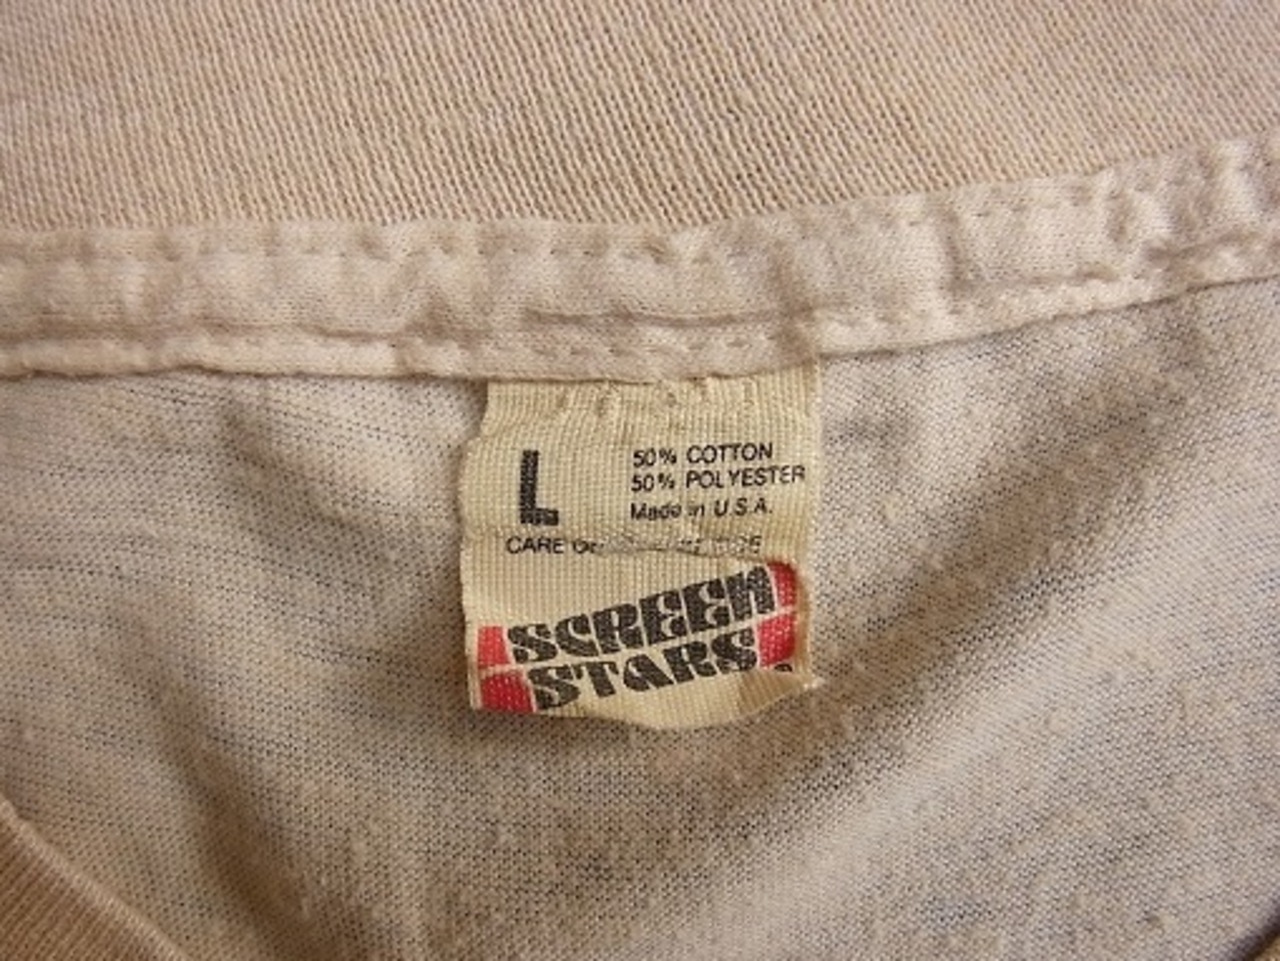 L
50% COTTON
50% POLYESTER
Made in U.S.A.
CARE
SCREEN
STARS